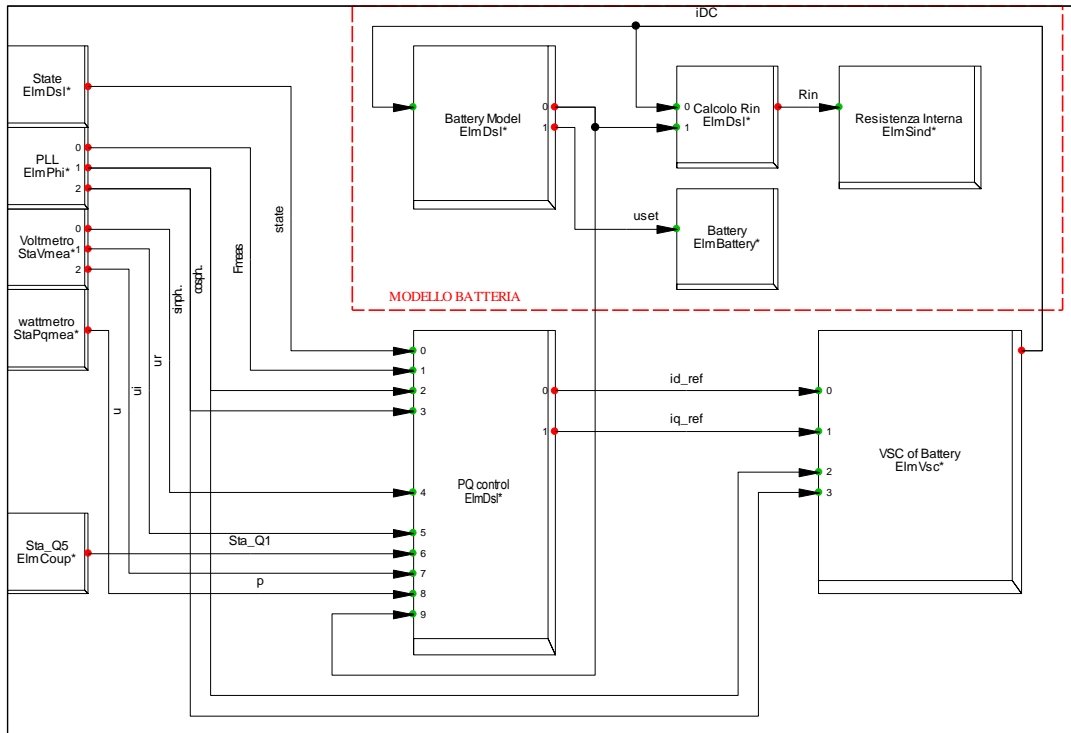 iDC
State
ElmDsl*
PLL
ElmPhi*
0
1
2
Voltmetro
StaVmea*
0
1
2
wattmetro
StaPqmea*
Sta_Q5
ElmCoup*
state
Fmeas
sinph..
cosph..
ur
ui
u
Battery Model
ElmDsl*
0
1
0
1
Calcolo Rin
ElmDsl*
Rin
Resistenza Interna
ElmSind*
uset
Battery
ElmBattery*
MODELLO BATTERIA
0
1
2
3
4
5
6
7
8
9
PQ control
ElmDsl*
0
1
Sta_Q1
p
id_ref
iq_ref
0
1
2
3
VSC of Battery
ElmVsc*